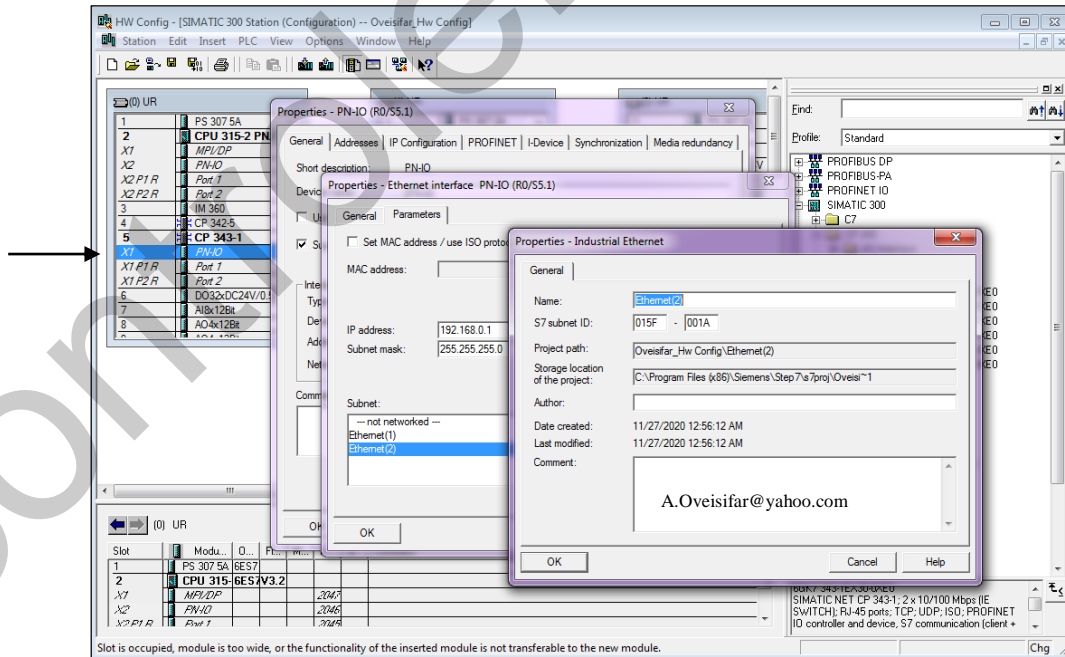 HW Config - [SIMATIC 300 Station (Configuration) -- Oveisifar_Hw Config]
Station Edit Insert PLC View Options Window Help
(0) UR
1 PS 307 5A
2 CPU 315-2 PN
X1 MPI/DP
X2 PN-IO
X2 P1 R Port 1
X2 P2 R Port 2
3 IM 360
4 CP 342-5
5 CP 343-1
X1 PN-IO
X1 P1 R Port 1
X1 P2 R Port 2
6 DO32xDC24V/0.5
7 AI8x12Bit
8 AO4x12Bit
Properties - PN-IO (R0/S5.1)
General Addresses IP Configuration PROFINET I-Device Synchronization Media redundancy
Short description: PN-IO
Properties - Ethernet interface PN-IO (R0/S5.1)
General Parameters
Set MAC address / use ISO protoc
MAC address:
IP address: 192.168.0.1
Subnet mask: 255.255.255.0
Subnet:
--- not networked ---
Ethernet(1)
Ethernet(2)
OK
Properties - Industrial Ethernet
General
Name: Ethernet(2)
S7 subnet ID: 015F - 001A
Project path: Oveisifar_Hw Config\Ethernet(2)
Storage location
of the project: C:\Program Files (x86)\Siemens\Step7\s7proj\Oveisi~1
Author:
Date created: 11/27/2020 12:56:12 AM
Last modified: 11/27/2020 12:56:12 AM
Comment:
A.Oveisifar@yahoo.com
OK Cancel Help
Find:
Profile: Standard
PROFIBUS DP
PROFIBUS-PA
PROFINET IO
SIMATIC 300
C7
(0) UR
Slot Modu... O... Fi... M...
1 PS 307 5A 6ES7
2 CPU 315- 6ES7 V3.2
X1 MPI/DP 2047
X2 PN-IO 2046
X2 P1 R Port 1 2045
6GK7 343-1EX30-0XE0
SIMATIC NET CP 343-1; 2 x 10/100 Mbps (IE
SWITCH); RJ-45 ports; TCP; UDP; ISO; PROFINET
IO controller and device, S7 communication (client +
Slot is occupied, module is too wide, or the functionality of the inserted module is not transferable to the new module.
Chg